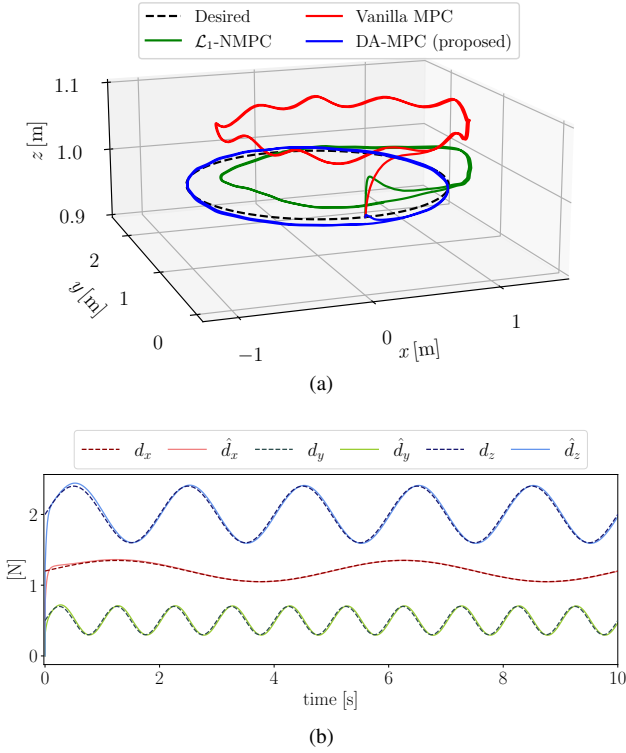 Desired Vanilla MPC
ℒ₁-NMPC DA-MPC (proposed)
1.1
1.0
0.9
z [m]
2
1
0
y [m]
−1
0
1
x [m]
(a)
d_x d̂_x d_y d̂_y d_z d̂_z
2
1
0
[N]
0 2 4 6 8 10
time [s]
(b)